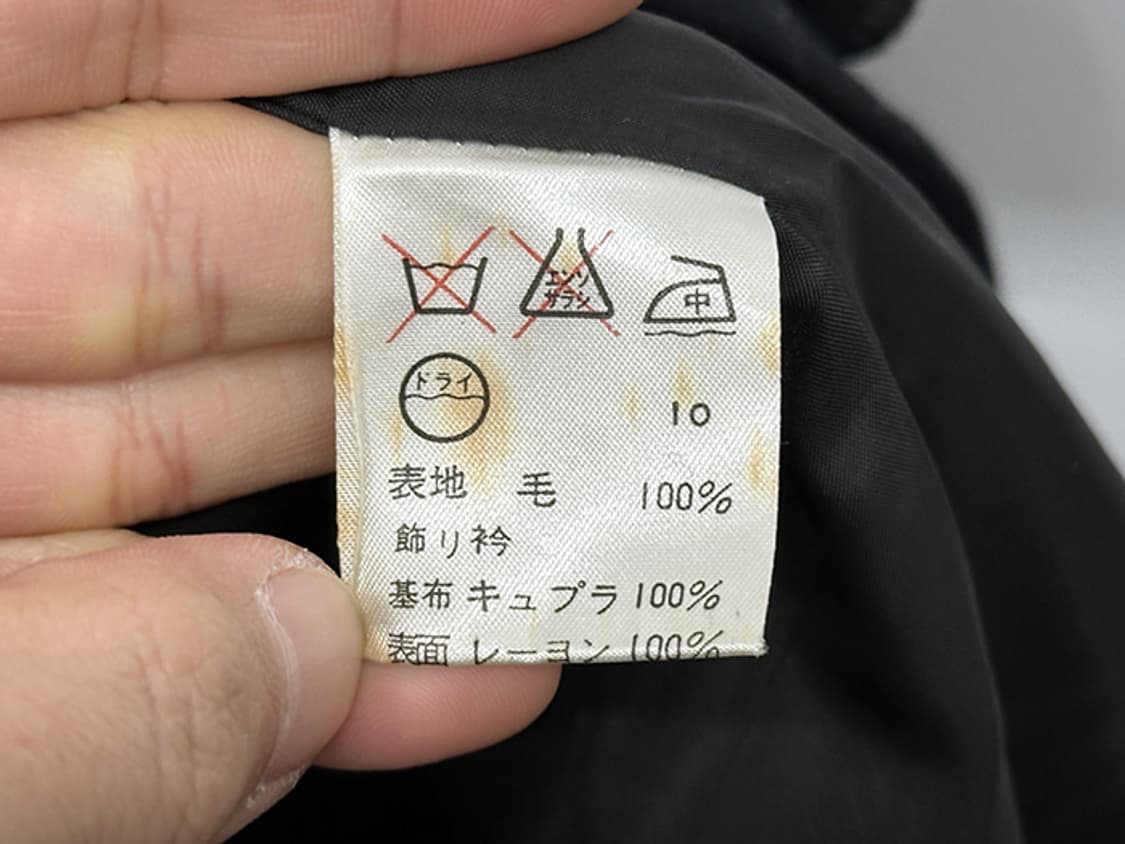 エンソ
サラシ
中
ドライ
10
表地 毛 100%
飾り衿
基布 キュプラ 100%
表面 レーヨン 100%